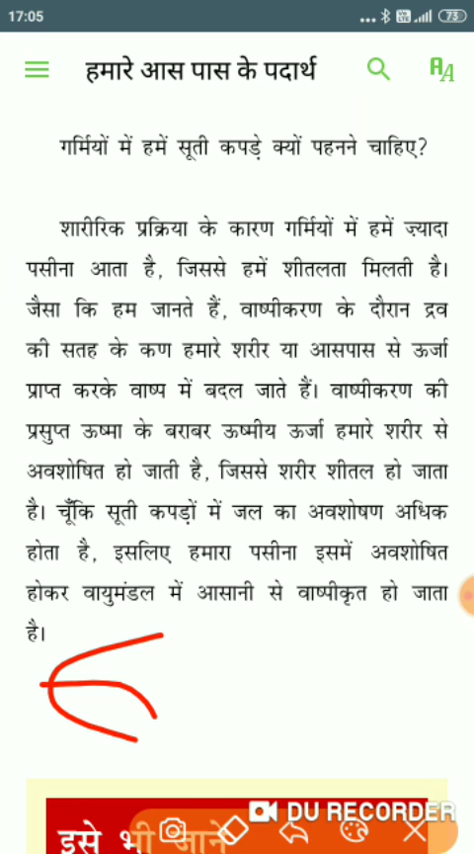 17:05
73
हमारे आस पास के पदार्थ
AA
गर्मियों में हमें सूती कपड़े क्यों पहनने चाहिए?
शारीरिक प्रक्रिया के कारण गर्मियों में हमें ज़्यादा
पसीना आता है, जिससे हमें शीतलता मिलती है।
जैसा कि हम जानते हैं, वाष्पीकरण के दौरान द्रव
की सतह के कण हमारे शरीर या आसपास से ऊर्जा
प्राप्त करके वाष्प में बदल जाते हैं। वाष्पीकरण की
प्रसुप्त ऊष्मा के बराबर ऊष्मीय ऊर्जा हमारे शरीर से
अवशोषित हो जाती है, जिससे शरीर शीतल हो जाता
है। चूँकि सूती कपड़ों में जल का अवशोषण अधिक
होता है, इसलिए हमारा पसीना इसमें अवशोषित
होकर वायुमंडल में आसानी से वाष्पीकृत हो जाता
है।
DU RECORDER
इसे भी जाने